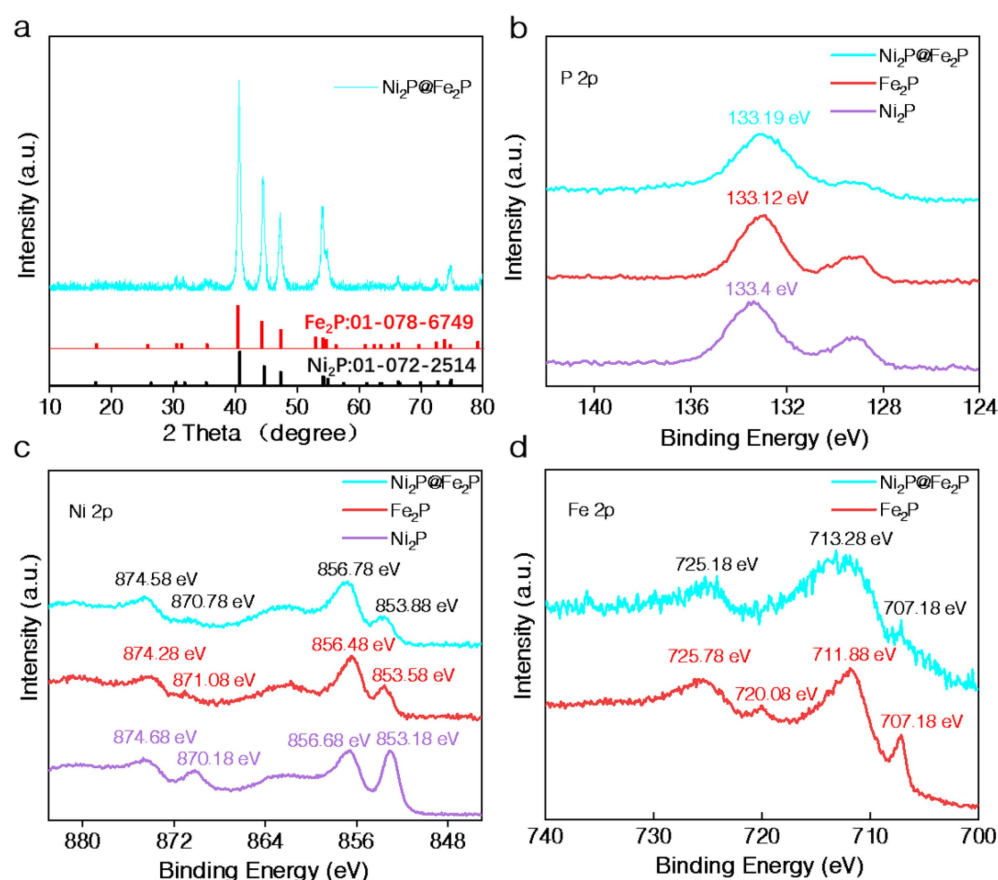 a
Ni₂P@Fe₂P
Fe₂P:01-078-6749
Ni₂P:01-072-2514
Intensity (a.u.)
10 20 30 40 50 60 70 80
2 Theta（degree）
b
P 2p
Ni₂P@Fe₂P
Fe₂P
Ni₂P
133.19 eV
133.12 eV
133.4 eV
Intensity (a.u.)
140 136 132 128 124
Binding Energy (eV)
c
Ni 2p
Ni₂P@Fe₂P
Fe₂P
Ni₂P
874.58 eV
870.78 eV
856.78 eV
853.88 eV
874.28 eV
871.08 eV
856.48 eV
853.58 eV
874.68 eV
870.18 eV
856.68 eV
853.18 eV
Intensity (a.u.)
880 872 864 856 848
Binding Energy (eV)
d
Fe 2p
Ni₂P@Fe₂P
Fe₂P
725.18 eV
713.28 eV
707.18 eV
725.78 eV
720.08 eV
711.88 eV
707.18 eV
Intensity (a.u.)
740 730 720 710 700
Binding Energy (eV)